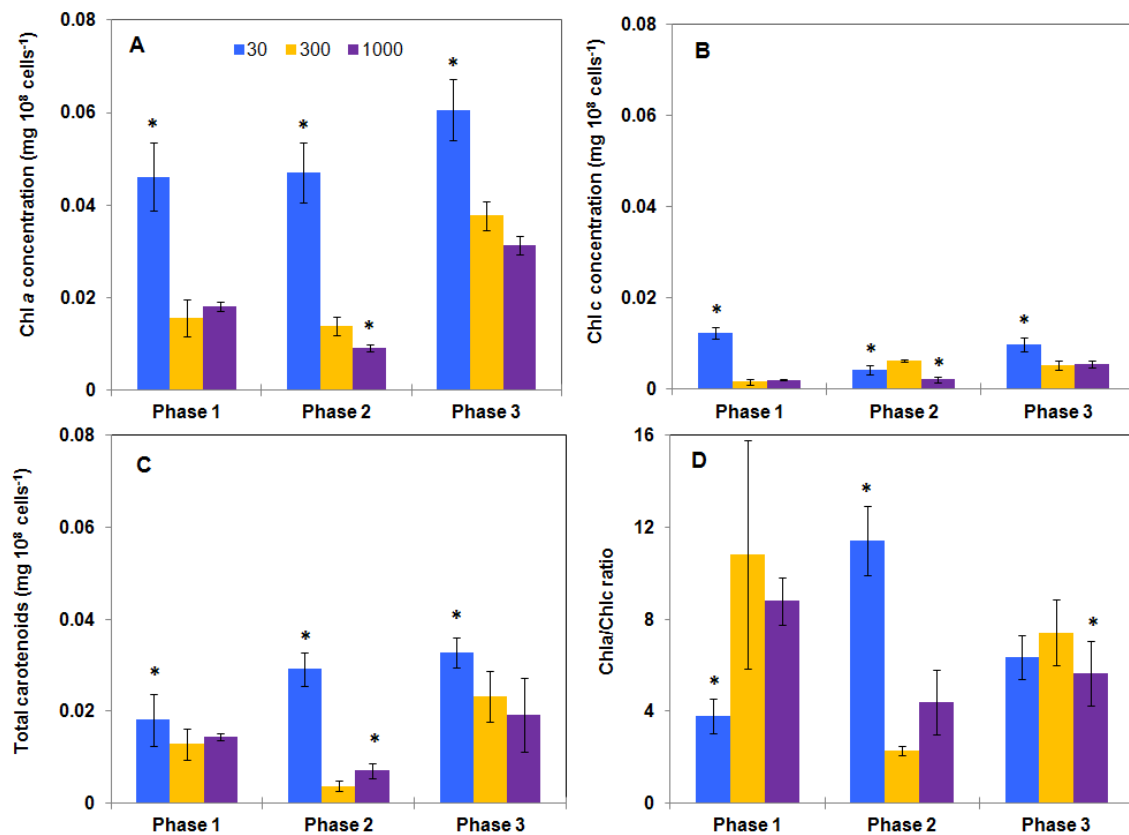 0.08
0.06
0.04
0.02
0
Chl a concentration (mg 10⁸ cells⁻¹)
A
30 300 1000
*
*
*
*
Phase 1 Phase 2 Phase 3
0.08
0.06
0.04
0.02
0
Chl c concentration (mg 10⁸ cells⁻¹)
B
*
*
*
*
Phase 1 Phase 2 Phase 3
0.08
0.06
0.04
0.02
0
Total carotenoids (mg 10⁸ cells⁻¹)
C
*
*
*
*
Phase 1 Phase 2 Phase 3
16
12
8
4
0
Chla/Chlc ratio
D
*
*
*
Phase 1 Phase 2 Phase 3